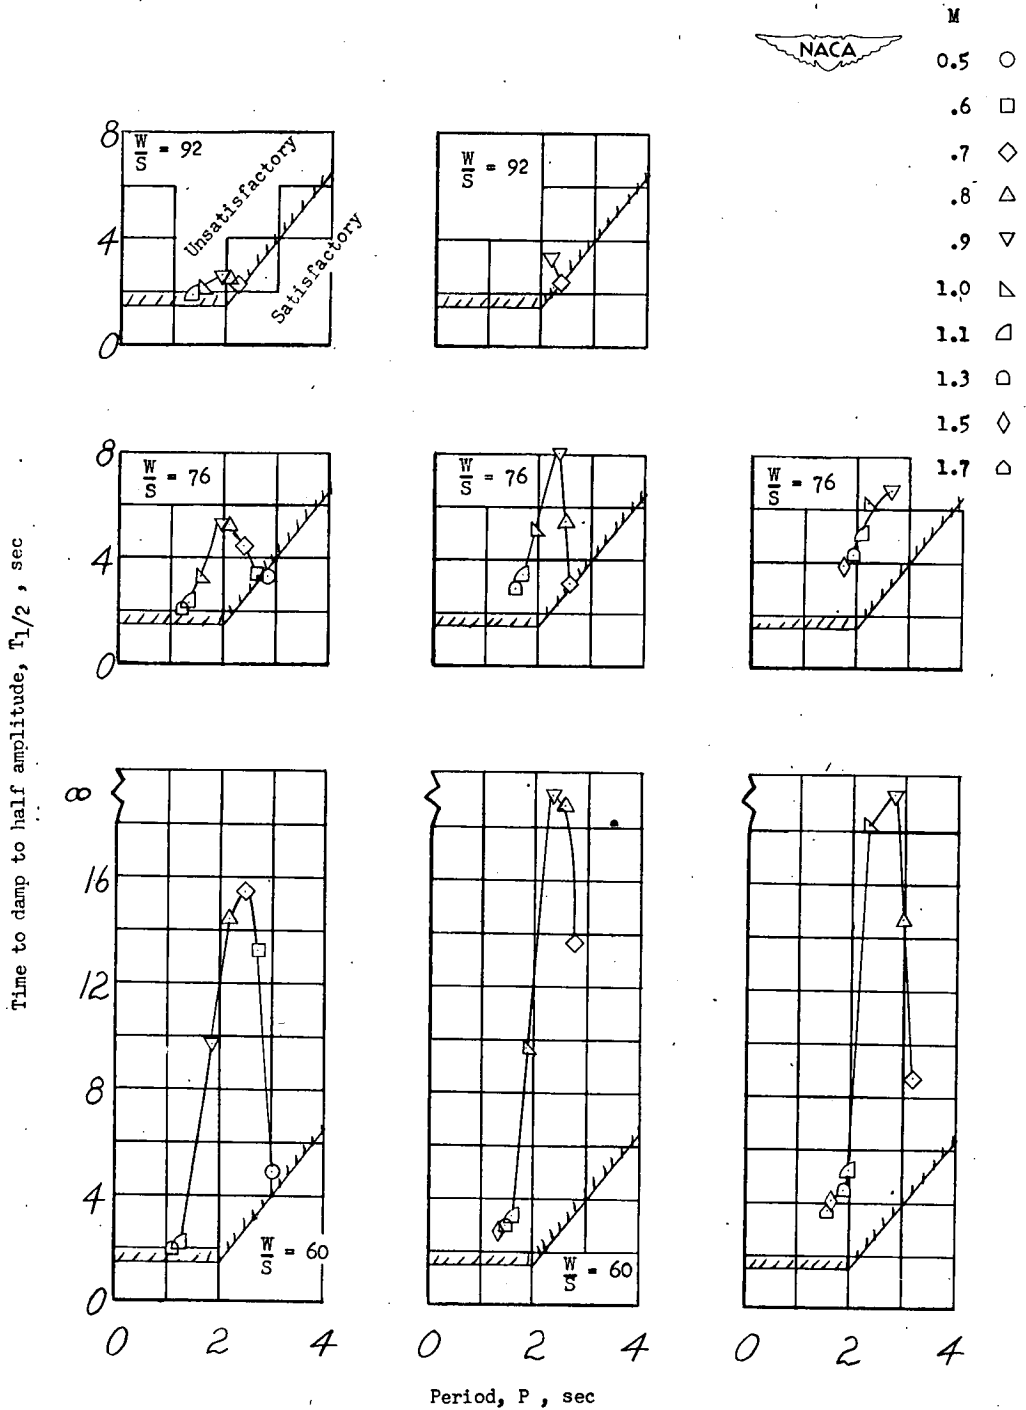 NACA
M
0.5
.6
.7
.8
.9
1.0
1.1
1.3
1.5
1.7
8
4
0
W/S = 92
Unsatisfactory
Satisfactory
W/S = 92
8
4
0
W/S = 76
W/S = 76
W/S = 76
Time to damp to half amplitude, T1/2 , sec
∞
16
12
8
4
0
W/S = 60
W/S = 60
0 2 4
0 2 4
0 2 4
Period, P , sec